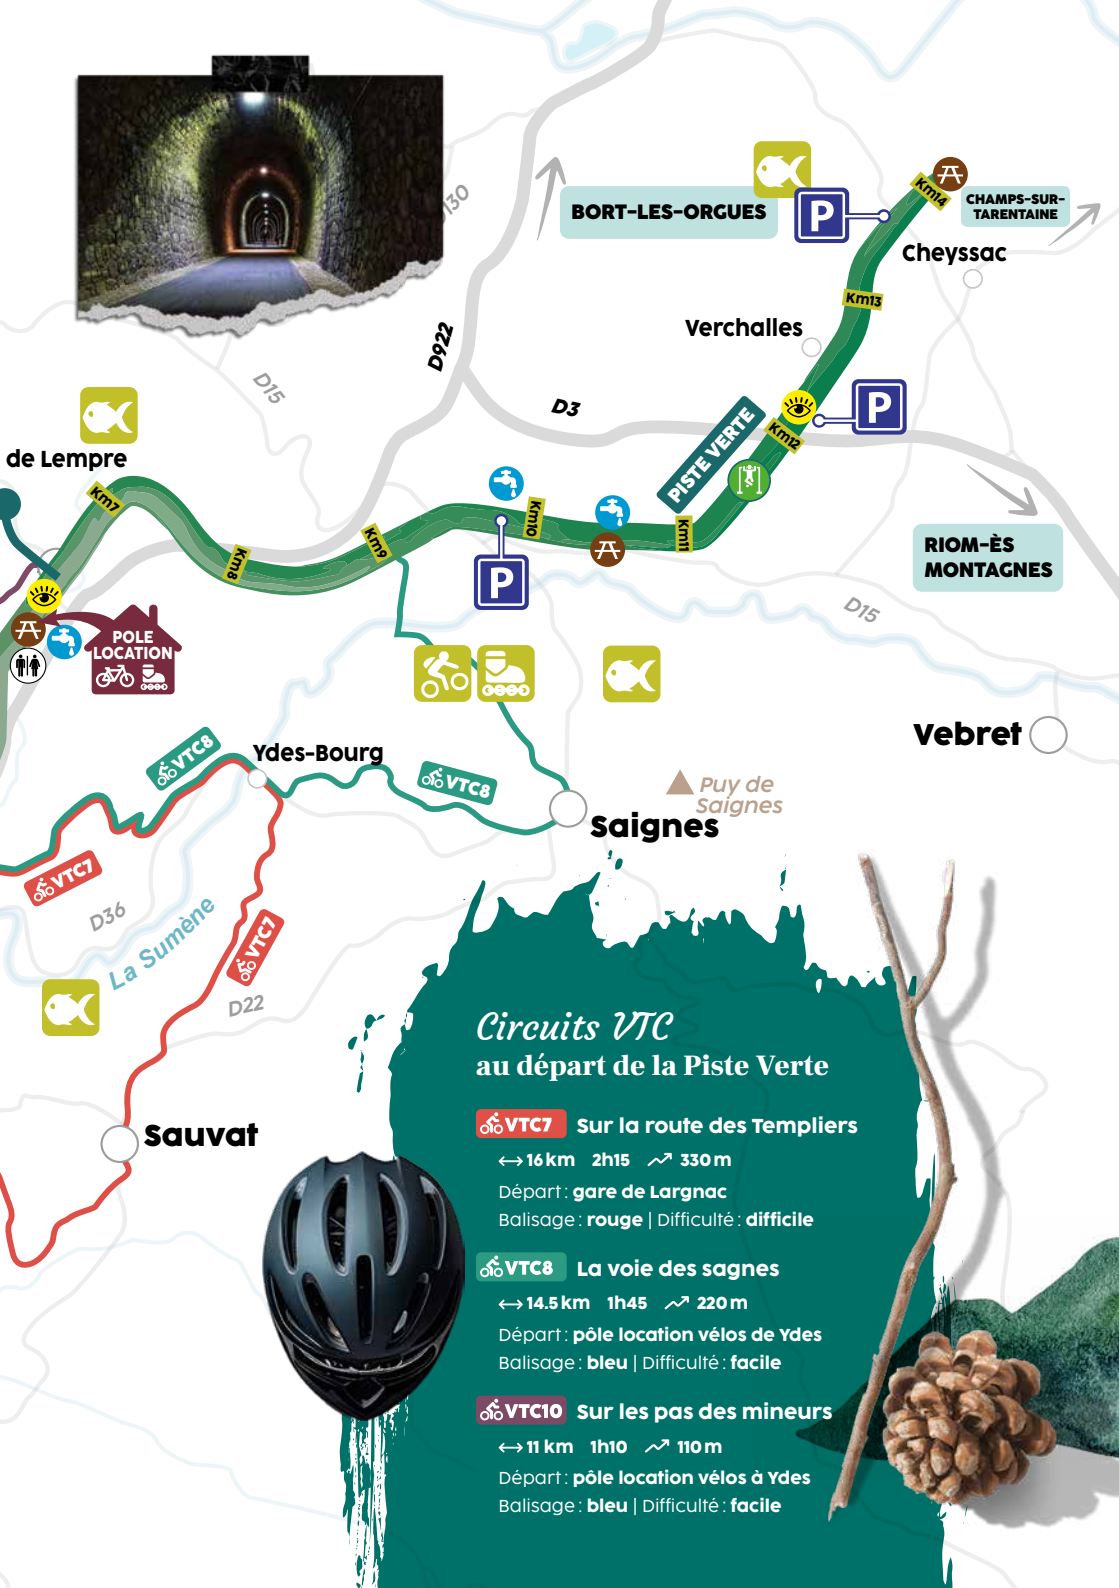 D130
BORT-LES-ORGUES
P
Km14
CHAMPS-SUR-
TARENTAINE
Cheyssac
Km13
Verchalles
D922
D15
D3
PISTE VERTE
P
Km12
de Lempre
Km7
Km8
Km9
Km10
Km11
P
RIOM-ÈS
MONTAGNES
D15
POLE
LOCATION
Vebret
VTC8
Ydes-Bourg
VTC8
Puy de
Saignes
Saignes
VTC7
D36
La Sumène
VTC7
D22
Sauvat
Circuits VTC
au départ de la Piste Verte
VTC7 Sur la route des Templiers
16 km 2h15 330 m
Départ : gare de Largnac
Balisage : rouge | Difficulté : difficile
VTC8 La voie des sagnes
14.5 km 1h45 220 m
Départ : pôle location vélos de Ydes
Balisage : bleu | Difficulté : facile
VTC10 Sur les pas des mineurs
11 km 1h10 110 m
Départ : pôle location vélos à Ydes
Balisage : bleu | Difficulté : facile